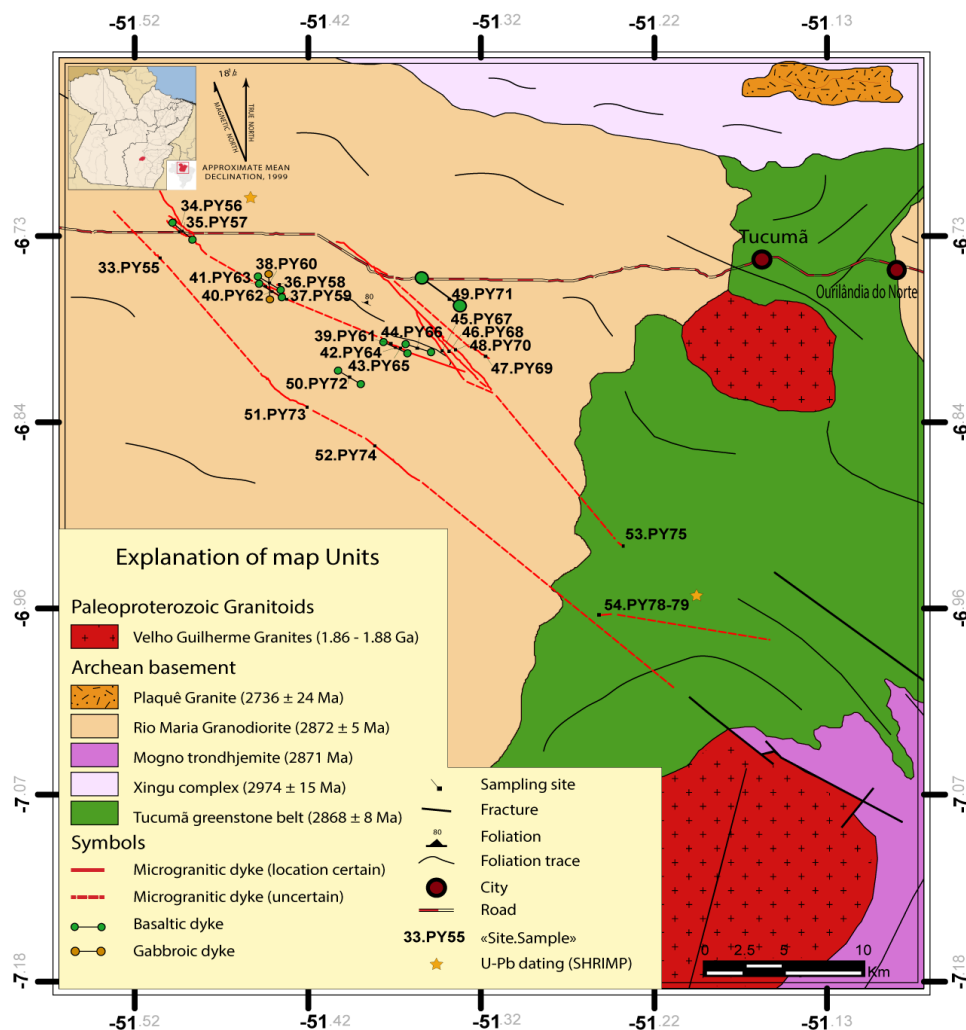 -51.52 -51.42 -51.32 -51.22 -51.13
18°
MAGNETIC NORTH
TRUE NORTH
APPROXIMATE MEAN
DECLINATION, 1999
-6.73
-6.73
34.PY56
35.PY57
33.PY55
38.PY60
41.PY63
36.PY58
40.PY62
37.PY59
80
49.PY71
45.PY67
39.PY61
44.PY66
46.PY68
42.PY64
48.PY70
43.PY65
47.PY69
50.PY72
51.PY73
52.PY74
53.PY75
54.PY78-79
Tucumã
Ourilândia do Norte
-6.84
-6.84
-6.96
-6.96
-7.07
-7.07
-7.18
-7.18
Explanation of map Units
Paleoproterozoic Granitoids
Velho Guilherme Granites (1.86 - 1.88 Ga)
Archean basement
Plaquê Granite (2736 ± 24 Ma)
Rio Maria Granodiorite (2872 ± 5 Ma)
Mogno trondhjemite (2871 Ma)
Xingu complex (2974 ± 15 Ma)
Tucumã greenstone belt (2868 ± 8 Ma)
Symbols
Microgranitic dyke (location certain)
Microgranitic dyke (uncertain)
Basaltic dyke
Gabbroic dyke
Sampling site
Fracture
80
Foliation
Foliation trace
City
Road
33.PY55 «Site.Sample»
U-Pb dating (SHRIMP)
0 2.5 5 10
Km
-51.52 -51.42 -51.32 -51.22 -51.13